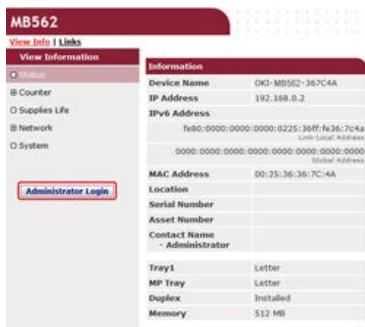 MB562
View Info | Links
View Information
Status
Counter
Supplies Life
Network
System
Administrator Login
Information
Device Name OKI-MB562-367C4A
IP Address 192.168.0.2
IPv6 Address
fe80:0000:0000:0000:0225:36ff:fe36:7c4a
Link-Local Address
0000:0000:0000:0000:0000:0000:0000:0000
Global Address
MAC Address 00:25:36:36:7C:4A
Location
Serial Number
Asset Number
Contact Name
- Administrator
Tray1 Letter
MP Tray Letter
Duplex Installed
Memory 512 MB